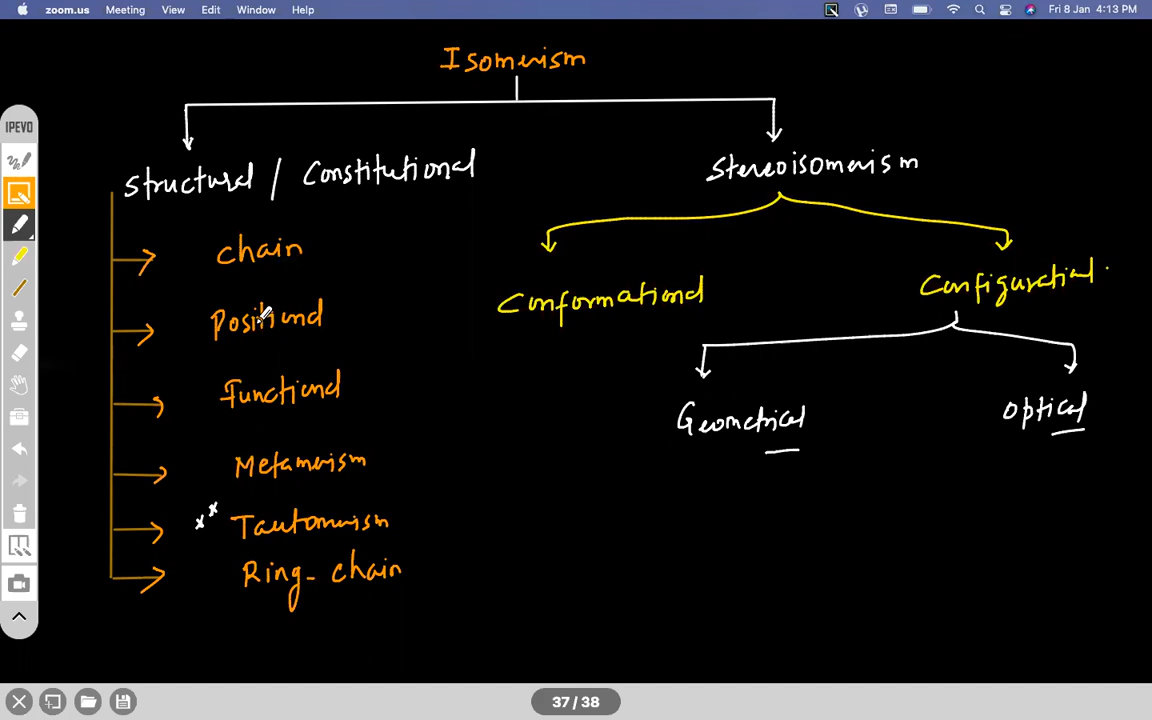 zoom.us Meeting View Edit Window Help Fri 8 Jan 4:13 PM
Isomerism
IPEVO
Structural / Constitutional
Stereoisomerism
chain
Positional
Functional
Metamerism
** Tautomerism
Ring-chain
Conformational
Configurational
Geometrical
Optical
37 / 38